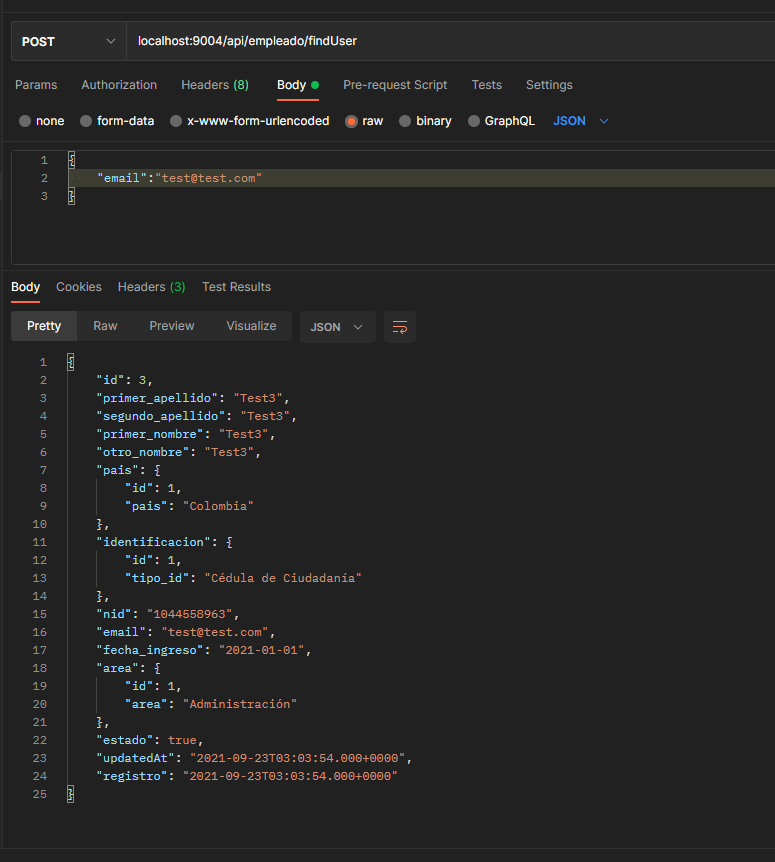 POST localhost:9004/api/empleado/findUser
Params Authorization Headers (8) Body Pre-request Script Tests Settings
none form-data x-www-form-urlencoded raw binary GraphQL JSON
1 {
2 "email":"test@test.com"
3 }
Body Cookies Headers (3) Test Results
Pretty Raw Preview Visualize JSON
1 {
2 "id": 3,
3 "primer_apellido": "Test3",
4 "segundo_apellido": "Test3",
5 "primer_nombre": "Test3",
6 "otro_nombre": "Test3",
7 "pais": {
8 "id": 1,
9 "pais": "Colombia"
10 },
11 "identificacion": {
12 "id": 1,
13 "tipo_id": "Cédula de Ciudadanía"
14 },
15 "nid": "1044558963",
16 "email": "test@test.com",
17 "fecha_ingreso": "2021-01-01",
18 "area": {
19 "id": 1,
20 "area": "Administración"
21 },
22 "estado": true,
23 "updatedAt": "2021-09-23T03:03:54.000+0000",
24 "registro": "2021-09-23T03:03:54.000+0000"
25 }